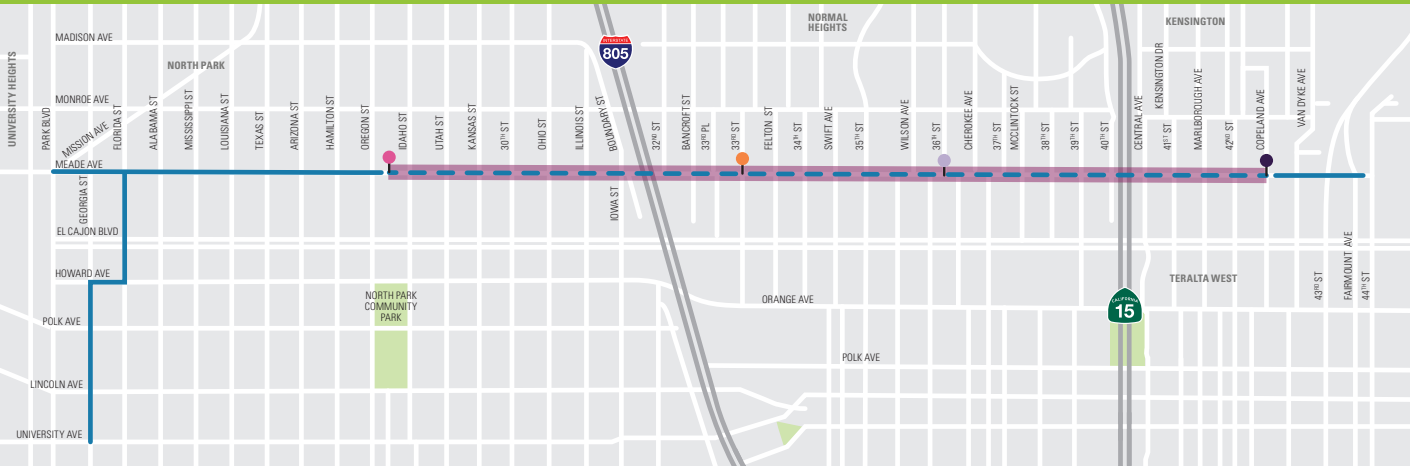 UNIVERSITY HEIGHTS
PARK BLVD
MADISON AVE
NORTH PARK
MONROE AVE
MISSION AVE
MEADE AVE
GEORGIA ST
FLORIDA ST
ALABAMA ST
MISSISSIPPI ST
LOUISIANA ST
TEXAS ST
ARIZONA ST
HAMILTON ST
OREGON ST
IDAHO ST
UTAH ST
KANSAS ST
30TH ST
OHIO ST
ILLINOIS ST
BOUNDARY ST
IOWA ST
INTERSTATE
805
32ND ST
BANCROFT ST
33RD PL
33RD ST
FELTON ST
34TH ST
SWIFT AVE
35TH ST
NORMAL
HEIGHTS
WILSON AVE
36TH ST
CHEROKEE AVE
37TH ST
MCCLINTOCK ST
38TH ST
39TH ST
40TH ST
CENTRAL AVE
KENSINGTON
KENSINGTON DR
41ST ST
MARLBOROUGH AVE
42ND ST
COPELAND AVE
VAN DYKE AVE
EL CAJON BLVD
HOWARD AVE
NORTH PARK
COMMUNITY
PARK
ORANGE AVE
CALIFORNIA
15
TERALTA WEST
43RD ST
FAIRMOUNT AVE
44TH ST
POLK AVE
POLK AVE
LINCOLN AVE
UNIVERSITY AVE